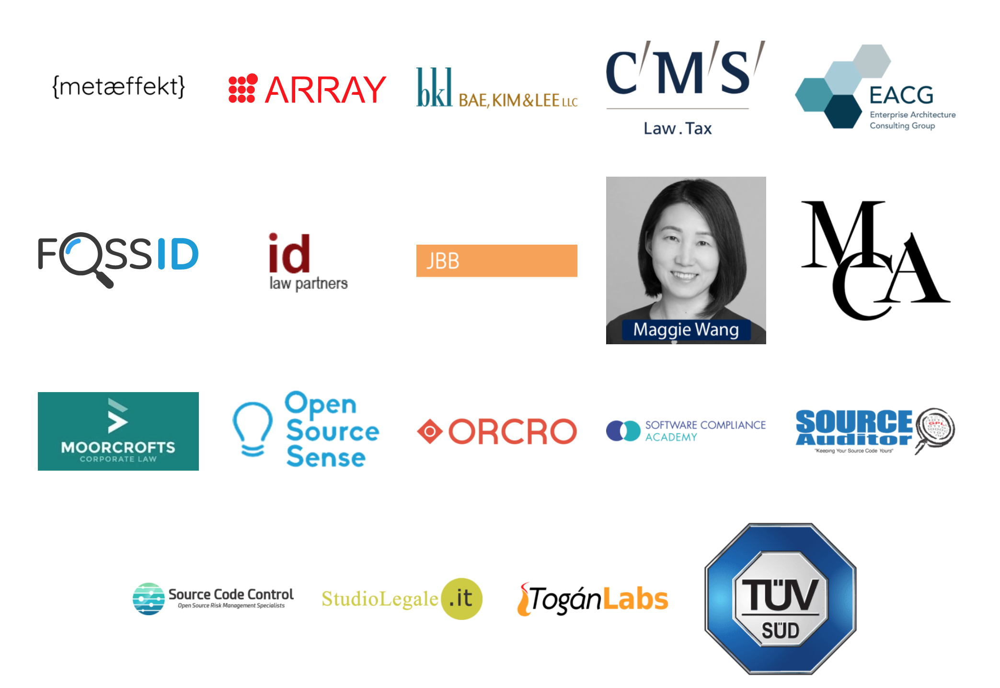 {metæffekt}
ARRAY
bkl BAE, KIM & LEE LLC
C'M'S'
Law . Tax
EACG
Enterprise Architecture
Consulting Group
FOSSID
id
law partners
JBB
Maggie Wang
MCA
MOORCROFTS
CORPORATE LAW
Open
Source
Sense
ORCRO
SOFTWARE COMPLIANCE
ACADEMY
SOURCE
Auditor
"Keeping Your Source Code Yours"
GPL
Source Code Control
Open Source Risk Management Specialists
StudioLegale.it
TogánLabs
TÜV
SÜD